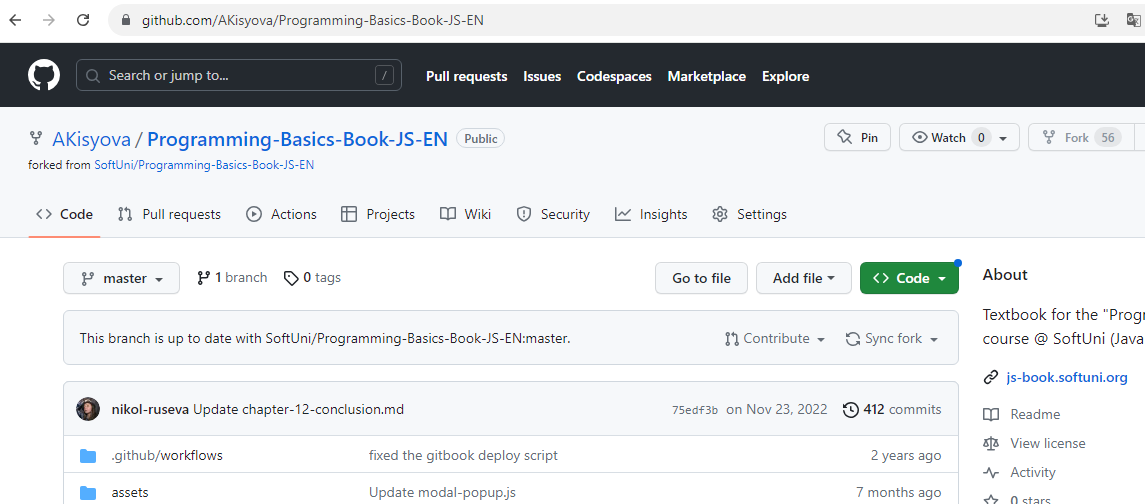 github.com/AKisyova/Programming-Basics-Book-JS-EN
Search or jump to... / Pull requests Issues Codespaces Marketplace Explore
AKisyova / Programming-Basics-Book-JS-EN Public Pin Watch 0 Fork 56
forked from SoftUni/Programming-Basics-Book-JS-EN
Code Pull requests Actions Projects Wiki Security Insights Settings
master 1 branch 0 tags Go to file Add file Code About
Textbook for the "Progr
This branch is up to date with SoftUni/Programming-Basics-Book-JS-EN:master. Contribute Sync fork course @ SoftUni (Java
js-book.softuni.org
nikol-ruseva Update chapter-12-conclusion.md 75edf3b on Nov 23, 2022 412 commits Readme
View license
.github/workflows fixed the gitbook deploy script 2 years ago
Activity
assets Update modal-popup.js 7 months ago
0 stars